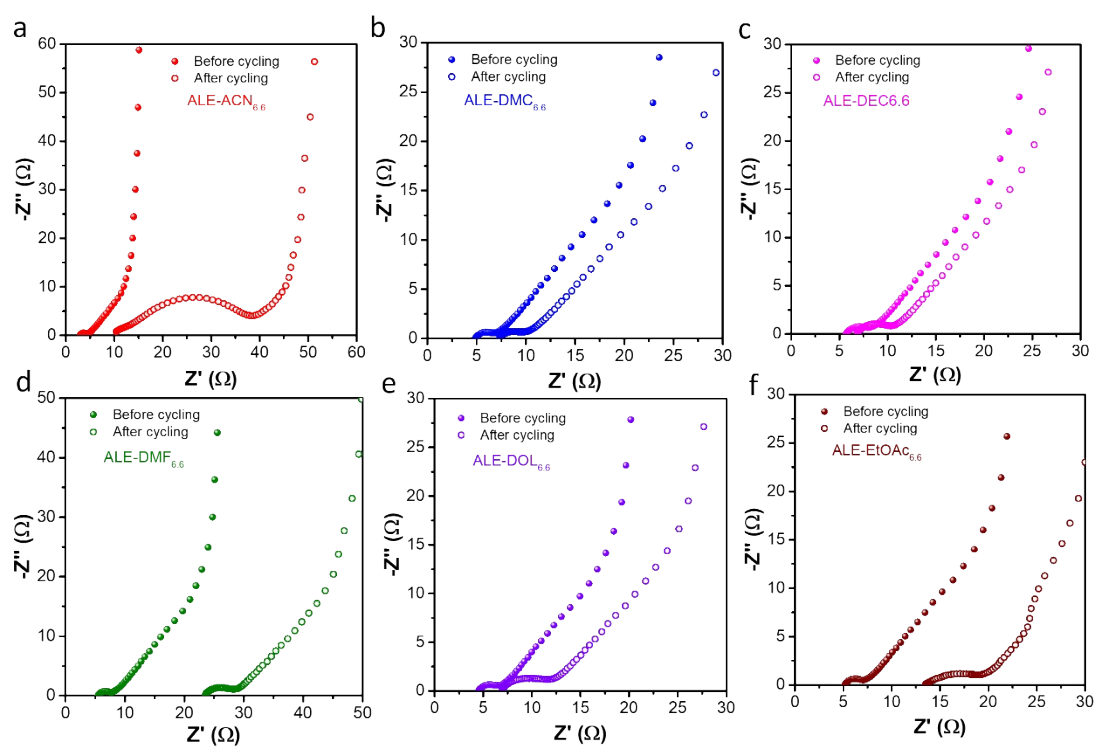 a
60
50
40
30
20
10
0
-Z'' (Ω)
Before cycling
After cycling
ALE-ACN₆.₆
0 10 20 30 40 50 60
Z' (Ω)
b
30
25
20
15
10
5
0
-Z'' (Ω)
Before cycling
After cycling
ALE-DMC₆.₆
0 5 10 15 20 25 30
Z' (Ω)
c
30
25
20
15
10
5
0
-Z'' (Ω)
Before cycling
After cycling
ALE-DEC6.6
0 5 10 15 20 25 30
Z' (Ω)
d
50
40
30
20
10
0
-Z'' (Ω)
Before cycling
After cycling
ALE-DMF₆.₆
0 10 20 30 40 50
Z' (Ω)
e
30
25
20
15
10
5
0
-Z'' (Ω)
Before cycling
After cycling
ALE-DOL₆.₆
0 5 10 15 20 25 30
Z' (Ω)
f
30
25
20
15
10
5
0
-Z'' (Ω)
Before cycling
After cycling
ALE-EtOAc₆.₆
0 5 10 15 20 25 30
Z' (Ω)